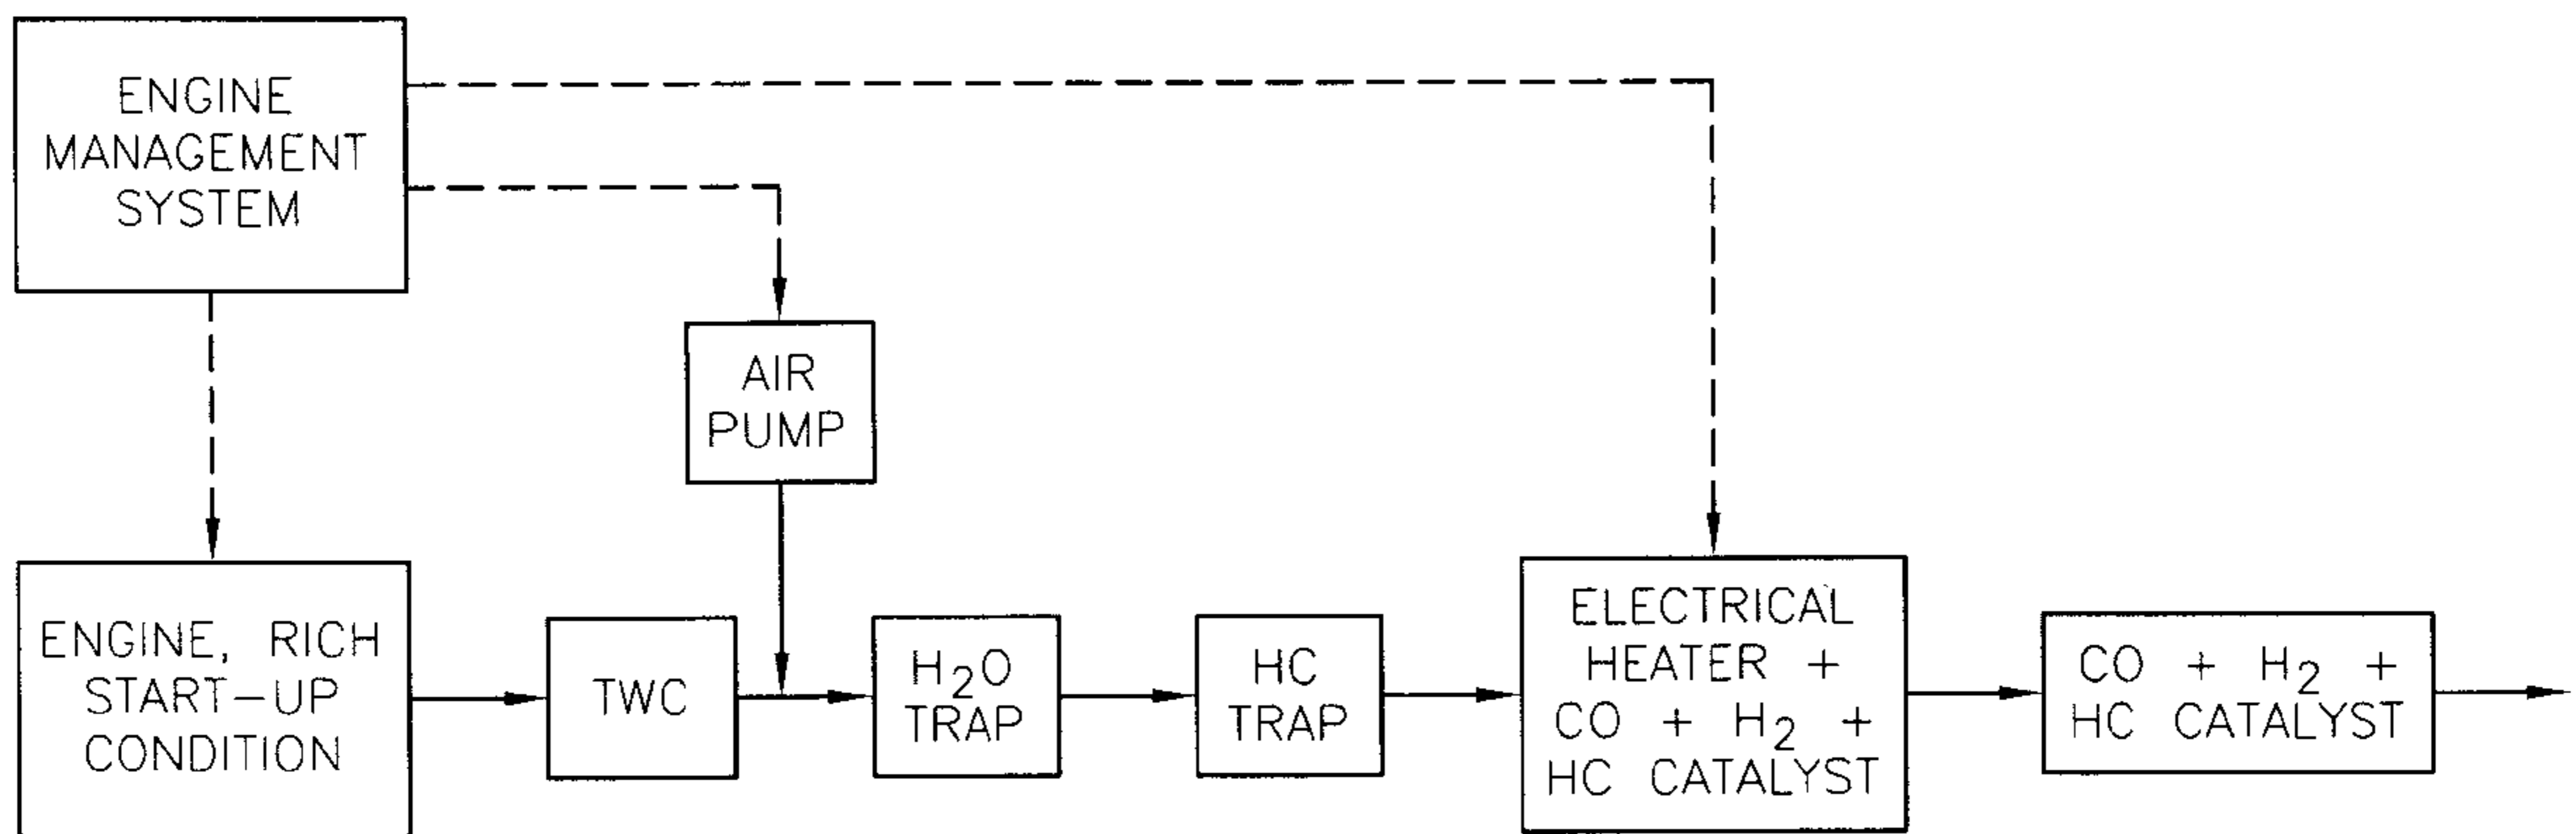 ENGINE
MANAGEMENT
SYSTEM
AIR
PUMP
ENGINE, RICH
START-UP
CONDITION
TWC
H₂O
TRAP
HC
TRAP
ELECTRICAL
HEATER +
CO + H₂ +
HC CATALYST
CO + H₂ +
HC CATALYST